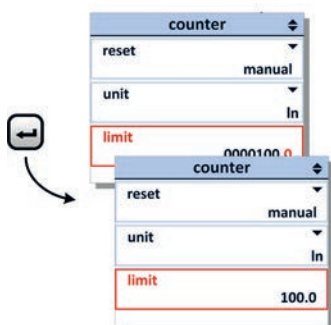 counter
reset
manual
unit
ln
limit
0000100.0
counter
reset
manual
unit
ln
limit
100.0